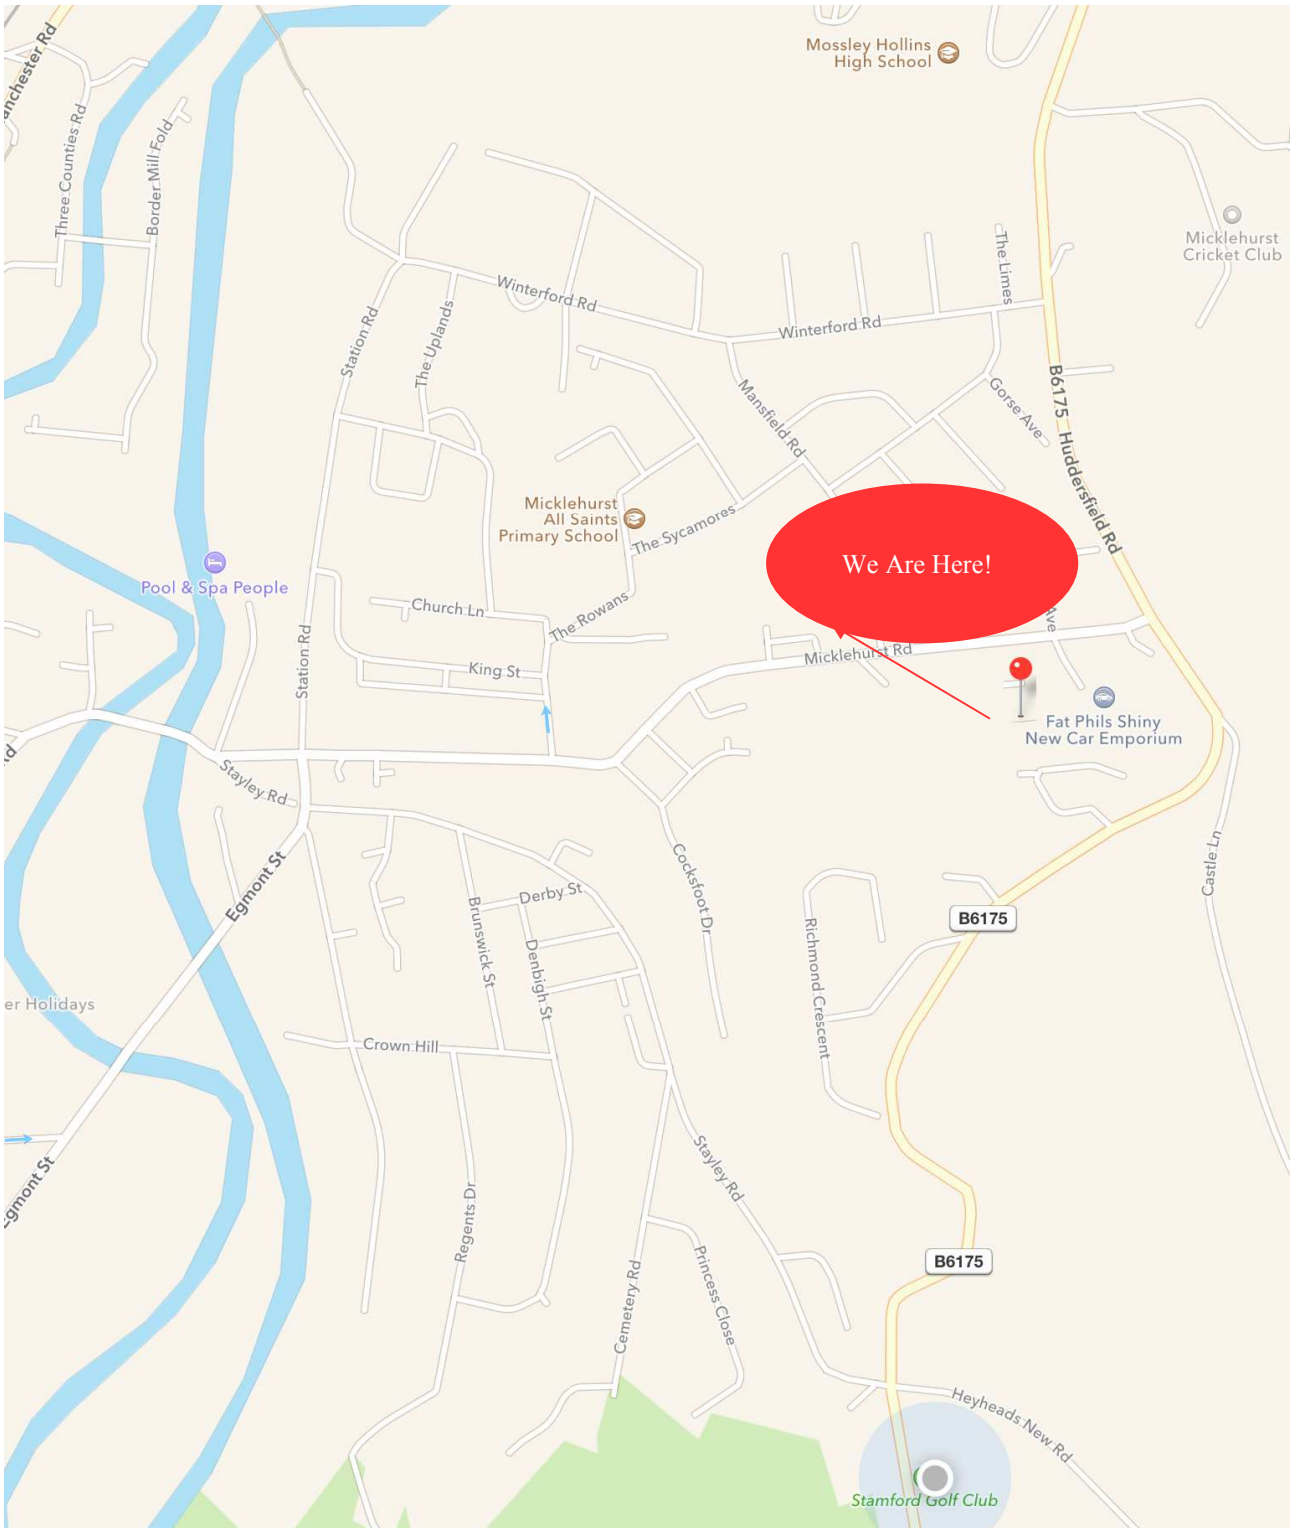 Mossley Hollins
High School
anchester Rd
Three Counties Rd
Border Mill Fold
Micklehurst
Cricket Club
The Limes
Winterford Rd
Winterford Rd
Station Rd
The Uplands
Mansfield Rd
Gorse Ave
B6175 Huddersfield Rd
Micklehurst
All Saints
Primary School
The Sycamores
We Are Here!
Pool & Spa People
Church Ln
The Rowans
Ave
Station Rd
King St
Micklehurst Rd
Fat Phils Shiny
New Car Emporium
Rd
Stayley Rd
Egmont St
Cocksfoot Dr
Castle Ln
Derby St
Brunswick St
Denbigh St
B6175
Richmond Crescent
er Holidays
Crown Hill
Egmont St
Stayley Rd
Regents Dr
Cemetery Rd
Princess Close
B6175
Heyheads New Rd
Stamford Golf Club